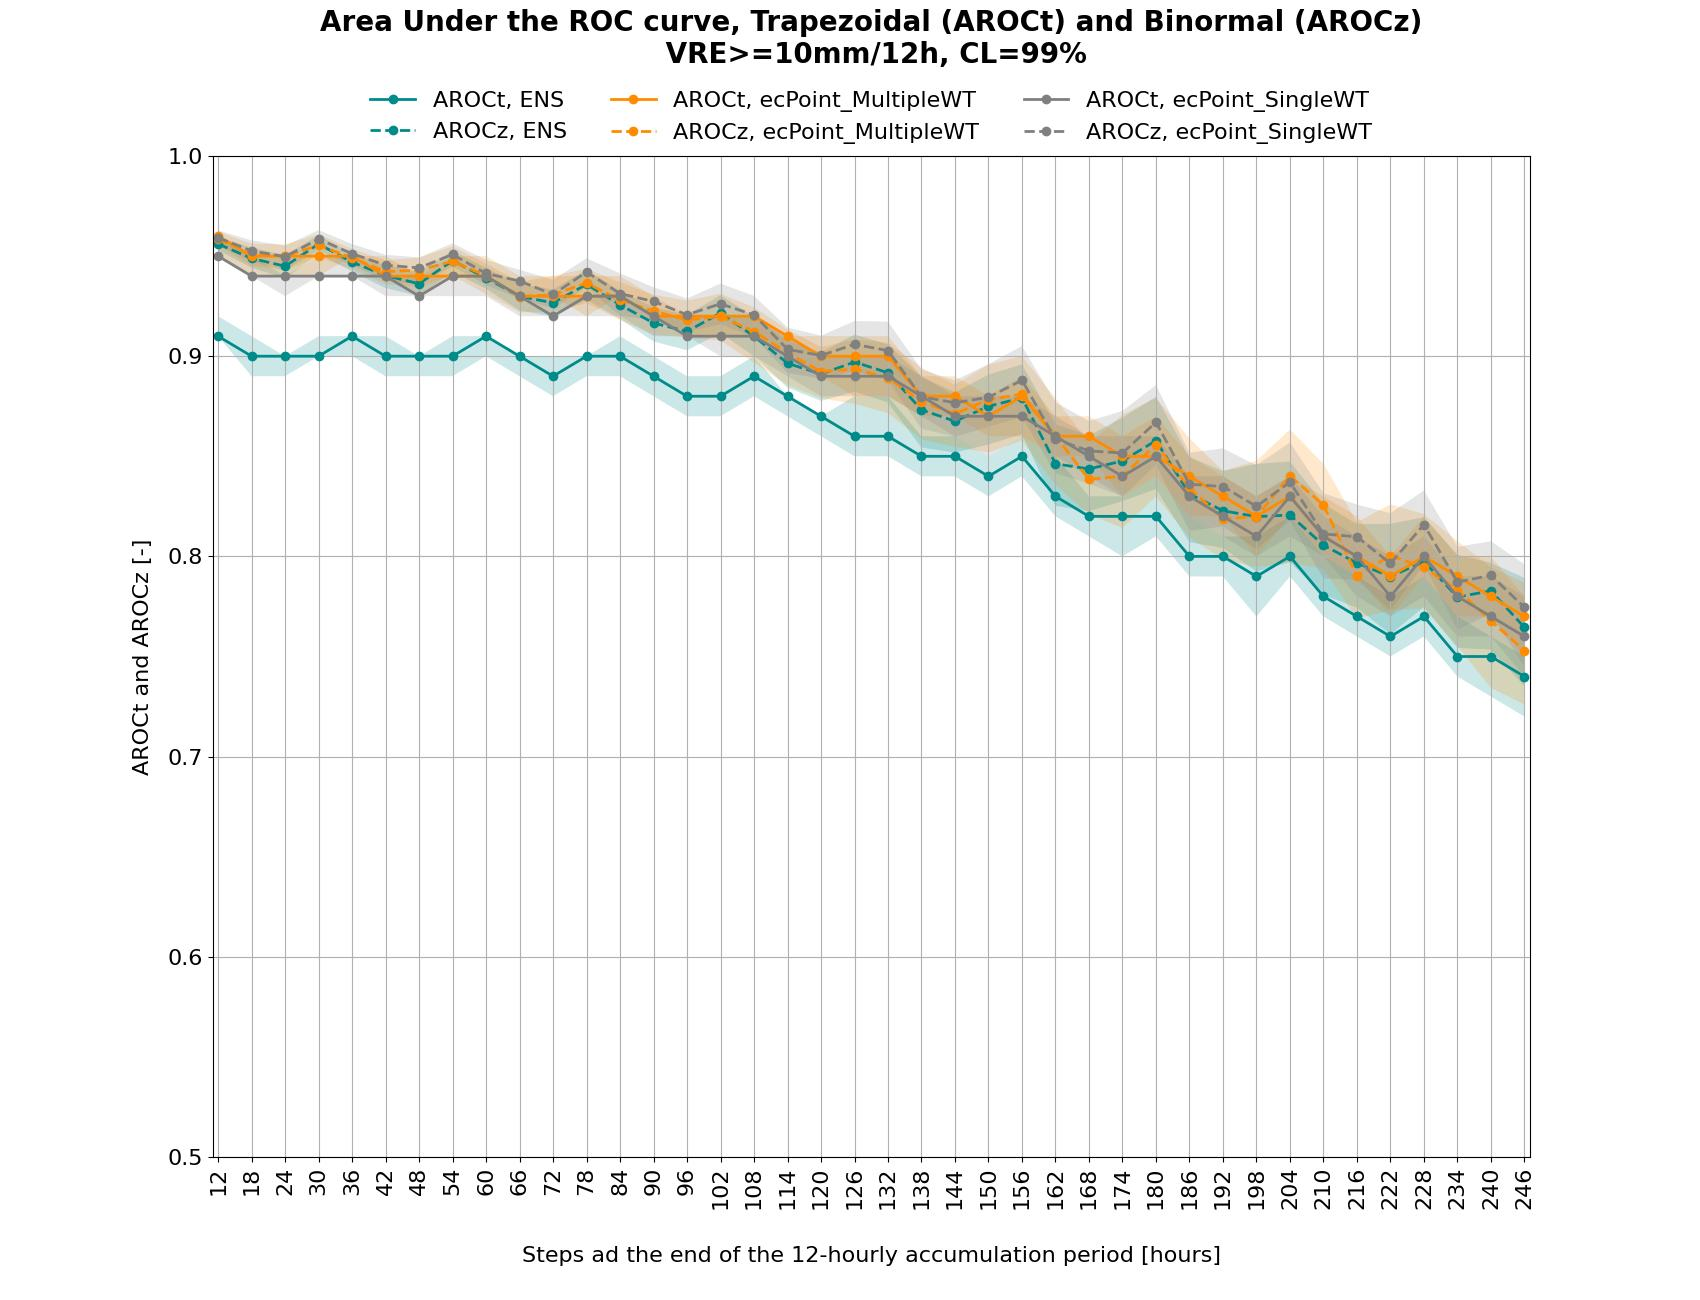 Area Under the ROC curve, Trapezoidal (AROCt) and Binormal (AROCz)
VRE>=10mm/12h, CL=99%
AROCt, ENS
AROCz, ENS
AROCt, ecPoint_MultipleWT
AROCz, ecPoint_MultipleWT
AROCt, ecPoint_SingleWT
AROCz, ecPoint_SingleWT
AROCt and AROCz [-]
1.0
0.9
0.8
0.7
0.6
0.5
12 18 24 30 36 42 48 54 60 66 72 78 84 90 96 102 108 114 120 126 132 138 144 150 156 162 168 174 180 186 192 198 204 210 216 222 228 234 240 246
Steps ad the end of the 12-hourly accumulation period [hours]